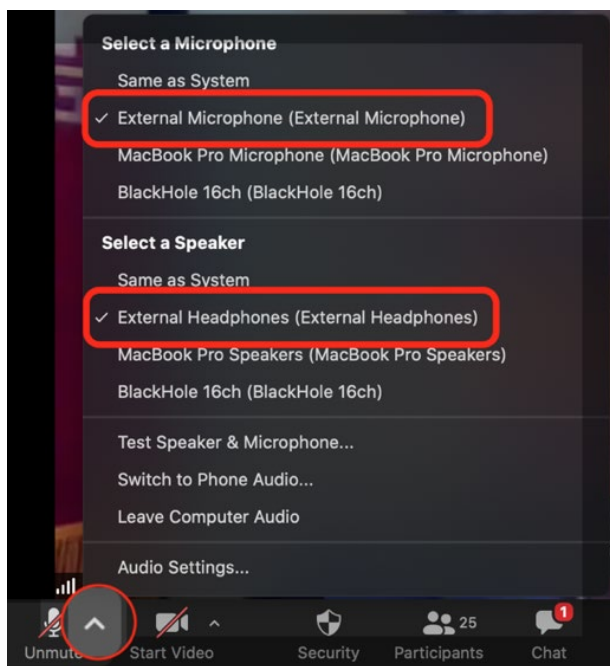 Select a Microphone
Same as System
✓ External Microphone (External Microphone)
MacBook Pro Microphone (MacBook Pro Microphone)
BlackHole 16ch (BlackHole 16ch)
Select a Speaker
Same as System
✓ External Headphones (External Headphones)
MacBook Pro Speakers (MacBook Pro Speakers)
BlackHole 16ch (BlackHole 16ch)
Test Speaker & Microphone...
Switch to Phone Audio...
Leave Computer Audio
Audio Settings...
25 1
Unmute Start Video Security Participants Chat